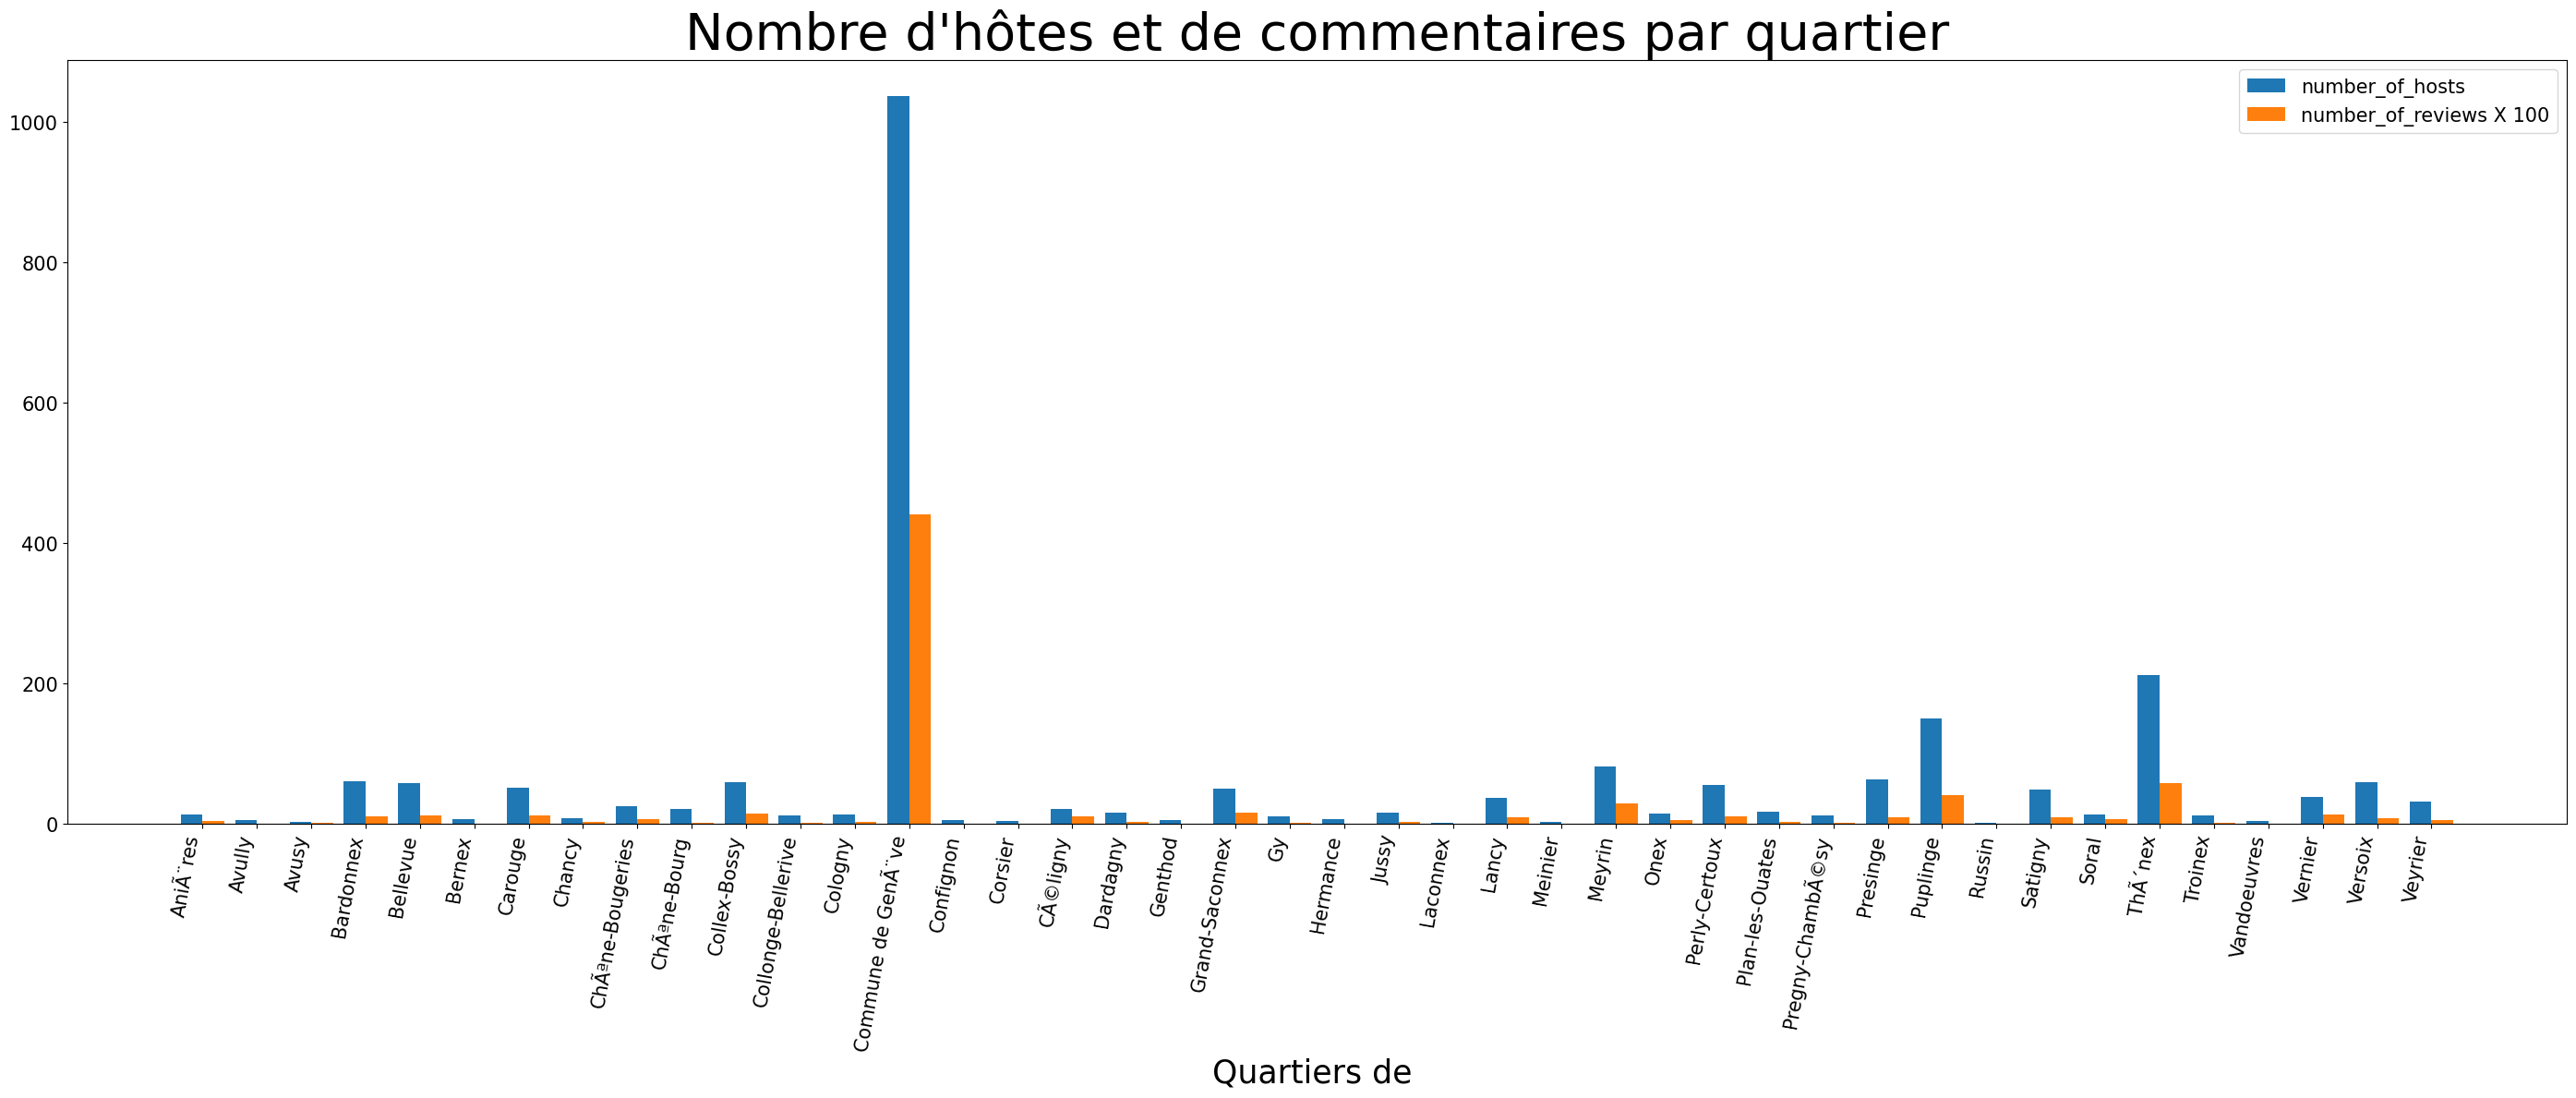 Nombre d'hôtes et de commentaires par quartier
number_of_hosts
number_of_reviews X 100
1000
800
600
400
200
0
AniÃ¨res
Avully
Avusy
Bardonnex
Bellevue
Bernex
Carouge
Chancy
ChÃªne-Bougeries
ChÃªne-Bourg
Collex-Bossy
Collonge-Bellerive
Cologny
Commune de GenÃ¨ve
Confignon
Corsier
CÃ©ligny
Dardagny
Genthod
Grand-Saconnex
Gy
Hermance
Jussy
Laconnex
Lancy
Meinier
Meyrin
Onex
Perly-Certoux
Plan-les-Ouates
Pregny-ChambÃ©sy
Presinge
Puplinge
Russin
Satigny
Soral
ThÃ´nex
Troinex
Vandoeuvres
Vernier
Versoix
Veyrier
Quartiers de